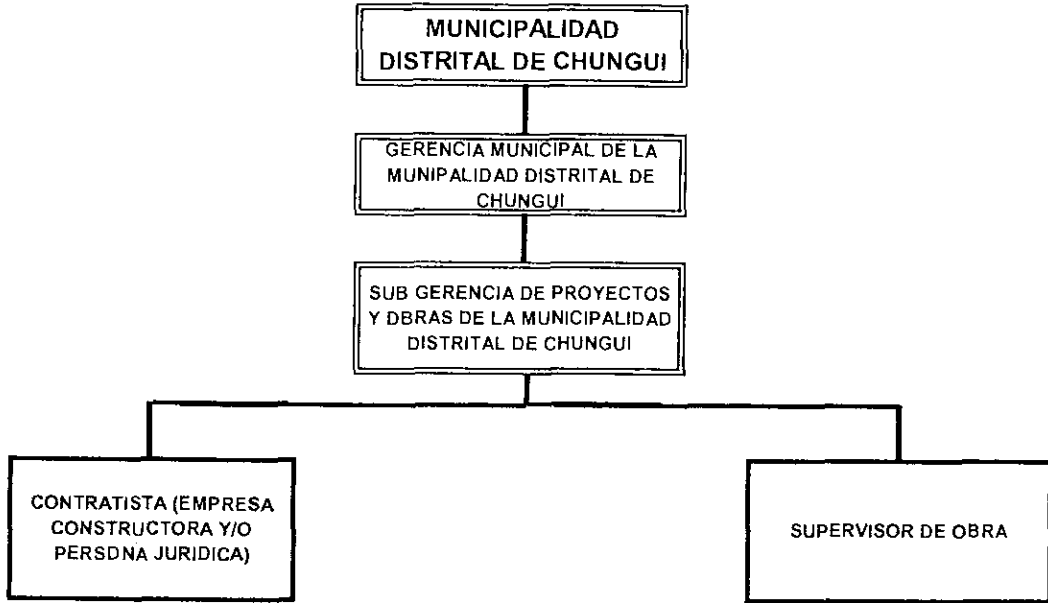 MUNICIPALIDAD
DISTRITAL DE CHUNGUI
GERENCIA MUNICIPAL DE LA
MUNIPALIDAD DISTRITAL DE
CHUNGUI
SUB GERENCIA DE PROYECTOS
Y DBRAS DE LA MUNICIPALIDAD
DISTRITAL DE CHUNGUI
CONTRATISTA (EMPRESA
CONSTRUCTORA Y/O
PERSDNA JURIDICA)
SUPERVISOR DE OBRA